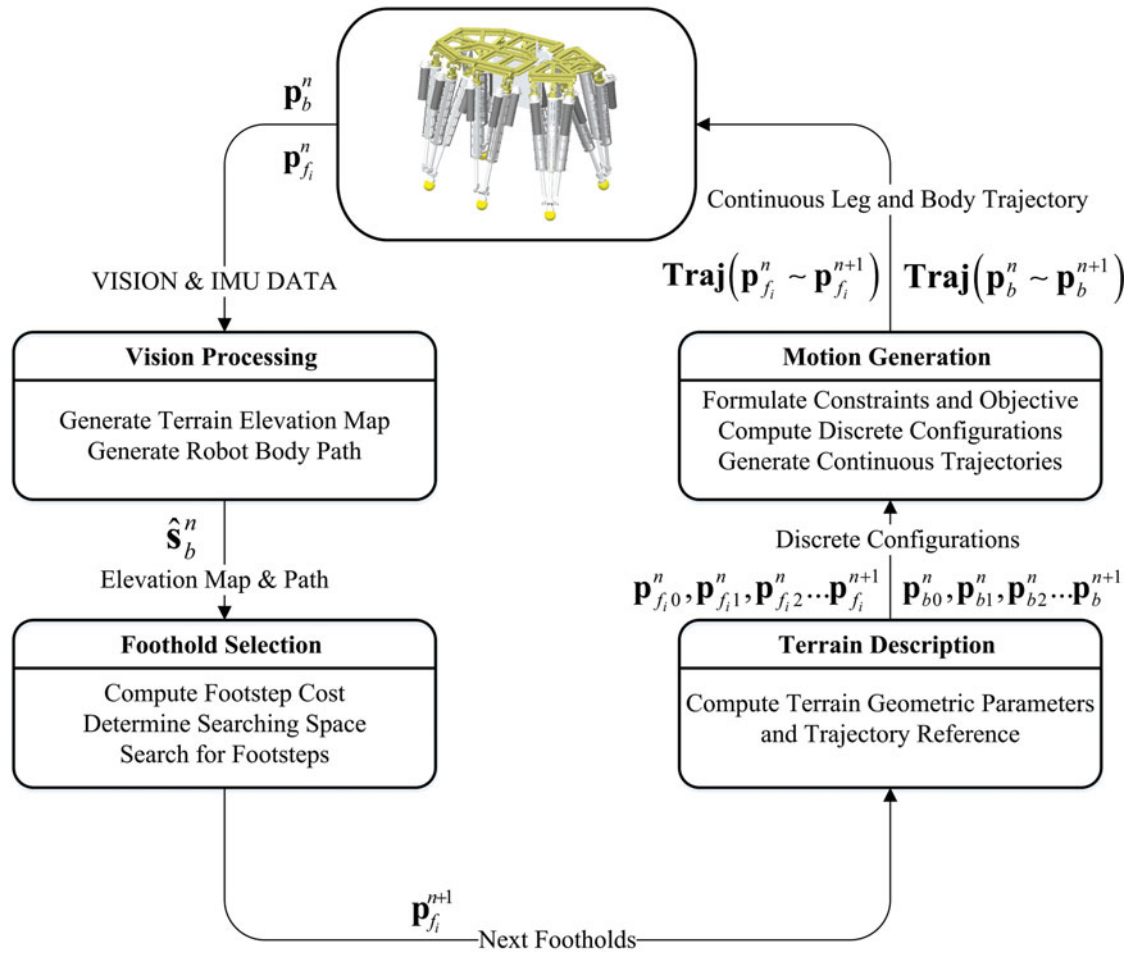 𝐩_b^n
𝐩_{f_i}^n
VISION & IMU DATA
Vision Processing
Generate Terrain Elevation Map
Generate Robot Body Path
ŝ_b^n
Elevation Map & Path
Foothold Selection
Compute Footstep Cost
Determine Searching Space
Search for Footsteps
𝐩_{f_i}^{n+1}
Next Footholds
Terrain Description
Compute Terrain Geometric Parameters
and Trajectory Reference
𝐩_{f_i0}^n, 𝐩_{f_i1}^n, 𝐩_{f_i2}^n...𝐩_{f_i}^{n+1} 𝐩_{b0}^n, 𝐩_{b1}^n, 𝐩_{b2}^n...𝐩_b^{n+1}
Discrete Configurations
Motion Generation
Formulate Constraints and Objective
Compute Discrete Configurations
Generate Continuous Trajectories
Traj(𝐩_{f_i}^n ~ 𝐩_{f_i}^{n+1}) Traj(𝐩_b^n ~ 𝐩_b^{n+1})
Continuous Leg and Body Trajectory